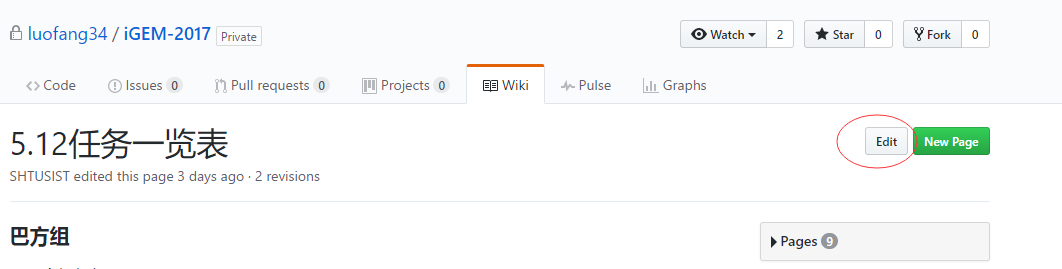 luofang34 / iGEM-2017 Private
Watch 2 Star 0 Fork 0
Code Issues 0 Pull requests 0 Projects 0 Wiki Pulse Graphs
5.12任务一览表
Edit New Page
SHTUSIST edited this page 3 days ago · 2 revisions
巴方组
Pages 9